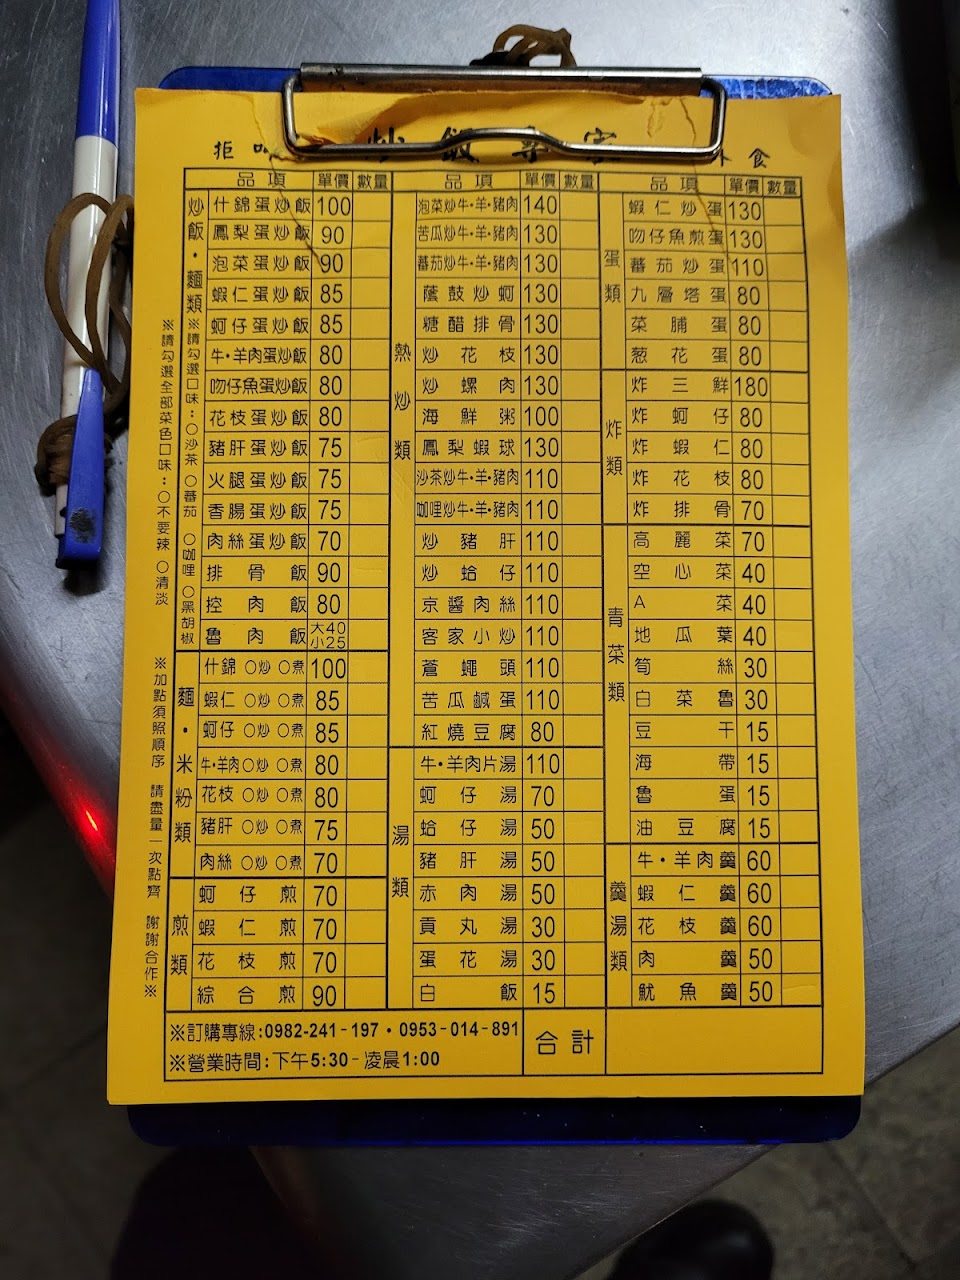 拒 炒飯專家 外食
品項 單價 數量
炒飯・麵類
※請勾選口味:○沙茶 ○蕃茄 ○咖哩 ○黑胡椒
什錦蛋炒飯 100
鳳梨蛋炒飯 90
泡菜蛋炒飯 90
蝦仁蛋炒飯 85
蚵仔蛋炒飯 85
牛・羊肉蛋炒飯 80
吻仔魚蛋炒飯 80
花枝蛋炒飯 80
豬肝蛋炒飯 75
火腿蛋炒飯 75
香腸蛋炒飯 75
肉絲蛋炒飯 70
排骨飯 90
控肉飯 80
魯肉飯 大40 小25
麵・米粉類
什錦 ○炒 ○煮 100
蝦仁 ○炒 ○煮 85
蚵仔 ○炒 ○煮 85
牛・羊肉 ○炒 ○煮 80
花枝 ○炒 ○煮 80
豬肝 ○炒 ○煮 75
肉絲 ○炒 ○煮 70
煎類
蚵仔煎 70
蝦仁煎 70
花枝煎 70
綜合煎 90
品項 單價 數量
熱炒類
泡菜炒牛・羊・豬肉 140
苦瓜炒牛・羊・豬肉 130
蕃茄炒牛・羊・豬肉 130
蔭鼓炒蚵 130
糖醋排骨 130
炒花枝 130
炒螺肉 130
海鮮粥 100
鳳梨蝦球 130
沙茶炒牛・羊・豬肉 110
咖哩炒牛・羊・豬肉 110
炒豬肝 110
炒蛤仔 110
京醬肉絲 110
客家小炒 110
蒼蠅頭 110
苦瓜鹹蛋 110
紅燒豆腐 80
湯類
牛・羊肉片湯 110
蚵仔湯 70
蛤仔湯 50
豬肝湯 50
赤肉湯 50
貢丸湯 30
蛋花湯 30
白飯 15
品項 單價 數量
蛋類
蝦仁炒蛋 130
吻仔魚煎蛋 130
蕃茄炒蛋 110
九層塔蛋 80
菜脯蛋 80
葱花蛋 80
炸類
炸三鮮 180
炸蚵仔 80
炸蝦仁 80
炸花枝 80
炸排骨 70
青菜類
高麗菜 70
空心菜 40
A菜 40
地瓜葉 40
筍絲 30
白菜魯 30
豆干 15
海帶 15
魯蛋 15
油豆腐 15
羹湯類
牛・羊肉羹 60
蝦仁羹 60
花枝羹 60
肉羹 50
魷魚羹 50
※請勾選全部菜色口味:○不要辣 ○清淡
※加點須照順序 請盡量一次點齊 謝謝合作※
※訂購專線:0982-241-197・0953-014-891
※營業時間:下午5:30-凌晨1:00
合計